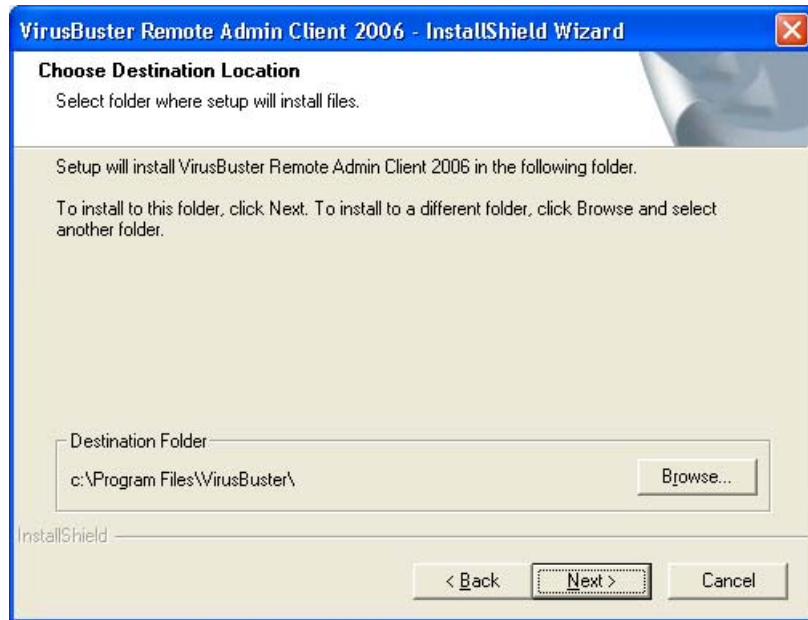 VirusBuster Remote Admin Client 2006 - InstallShield Wizard
Choose Destination Location
Select folder where setup will install files.
Setup will install VirusBuster Remote Admin Client 2006 in the following folder.
To install to this folder, click Next. To install to a different folder, click Browse and select
another folder.
Destination Folder
c:\Program Files\VirusBuster\
Browse...
InstallShield
< Back
Next >
Cancel